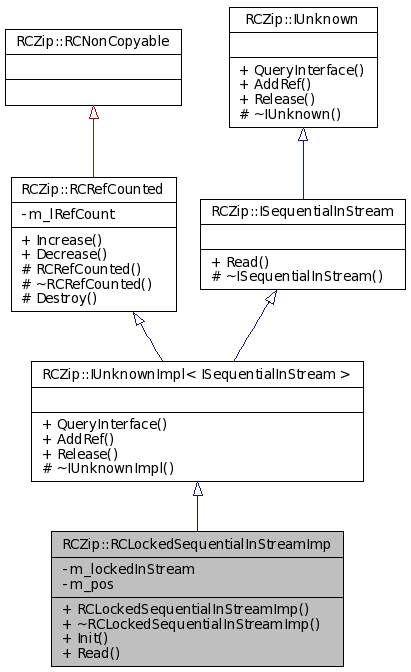 RCZip::IUnknown
+ QueryInterface()
+ AddRef()
+ Release()
# ~IUnknown()
RCZip::RCNonCopyable
RCZip::RCRefCounted
- m_lRefCount
+ Increase()
+ Decrease()
# RCRefCounted()
# ~RCRefCounted()
# Destroy()
RCZip::ISequentialInStream
+ Read()
# ~ISequentialInStream()
RCZip::IUnknownImpl< ISequentialInStream >
+ QueryInterface()
+ AddRef()
+ Release()
# ~IUnknownImpl()
RCZip::RCLockedSequentialInStreamImp
- m_lockedInStream
- m_pos
+ RCLockedSequentialInStreamImp()
+ ~RCLockedSequentialInStreamImp()
+ Init()
+ Read()